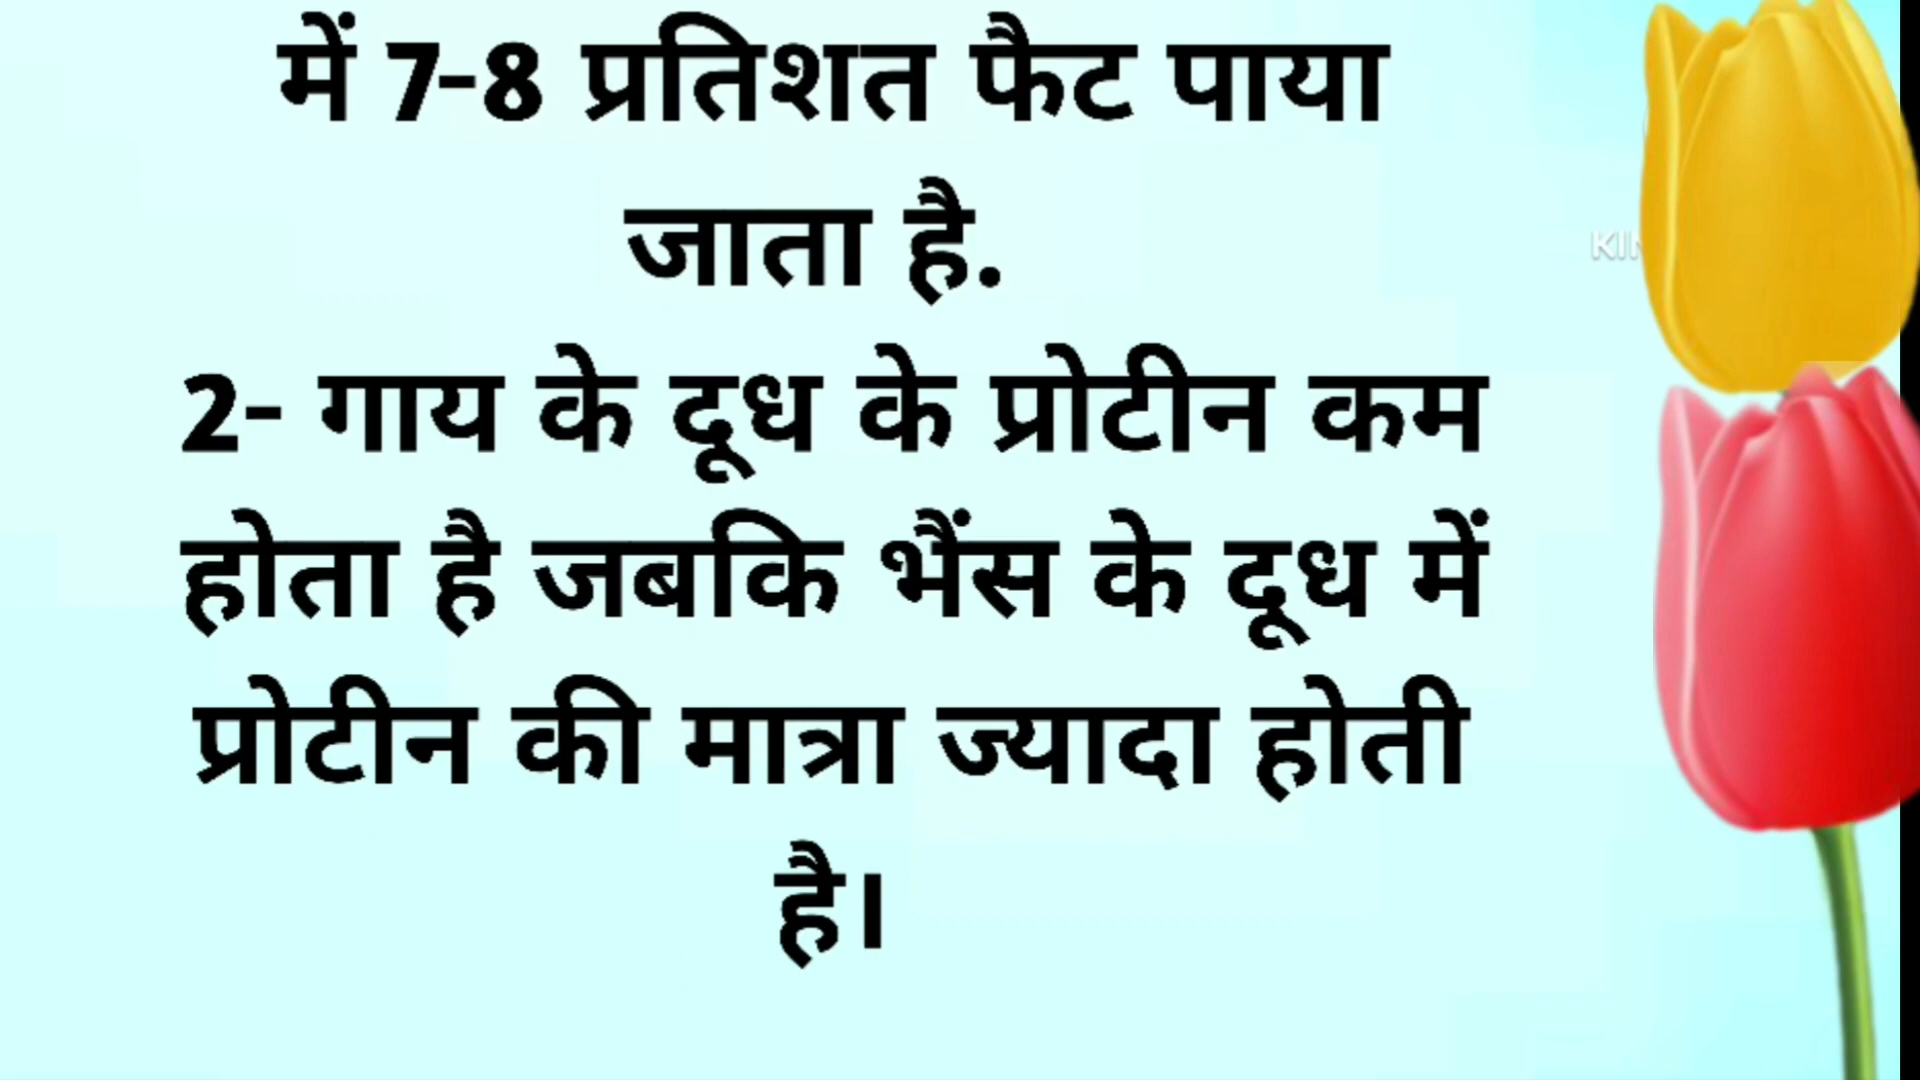 में 7-8 प्रतिशत फैट पाया
जाता है.
2- गाय के दूध के प्रोटीन कम
होता है जबकि भैंस के दूध में
प्रोटीन की मात्रा ज्यादा होती
है।